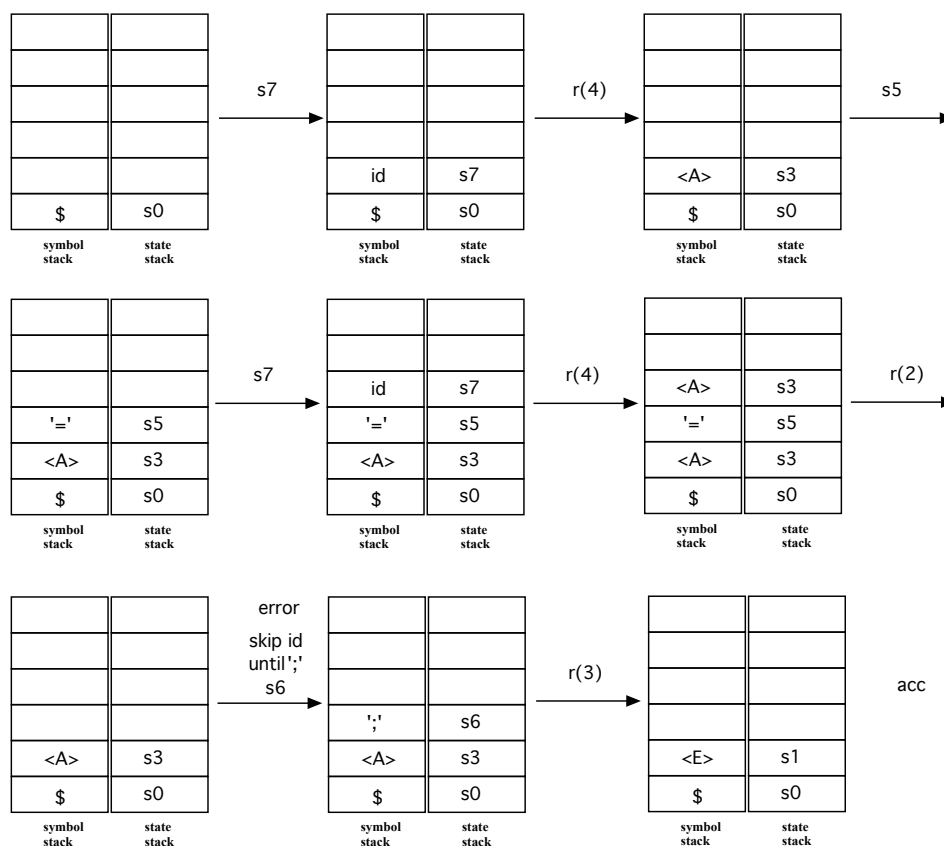 s7
r(4)
s5
id s7 <A> s3
$ s0 $ s0 $ s0
symbol stack state stack symbol stack state stack symbol stack state stack
s7
r(4)
r(2)
id s7 <A> s3
'=' s5 '=' s5 '=' s5
<A> s3 <A> s3 <A> s3
$ s0 $ s0 $ s0
symbol stack state stack symbol stack state stack symbol stack state stack
error
skip id
until';'
s6
r(3)
acc
';' s6
<A> s3 <A> s3 <E> s1
$ s0 $ s0 $ s0
symbol stack state stack symbol stack state stack symbol stack state stack